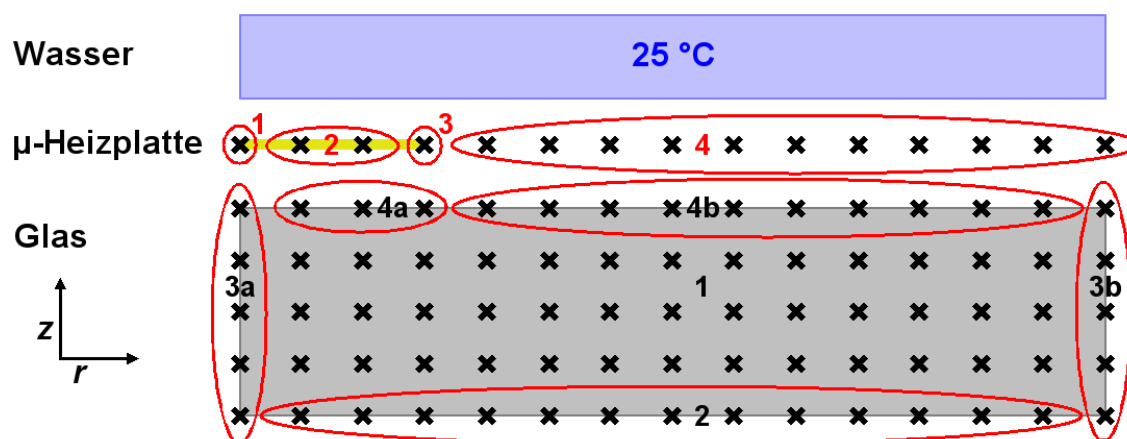 Wasser
25 °C
µ-Heizplatte
1
2
3
4
4a
4b
Glas
3a
1
3b
z
r
2